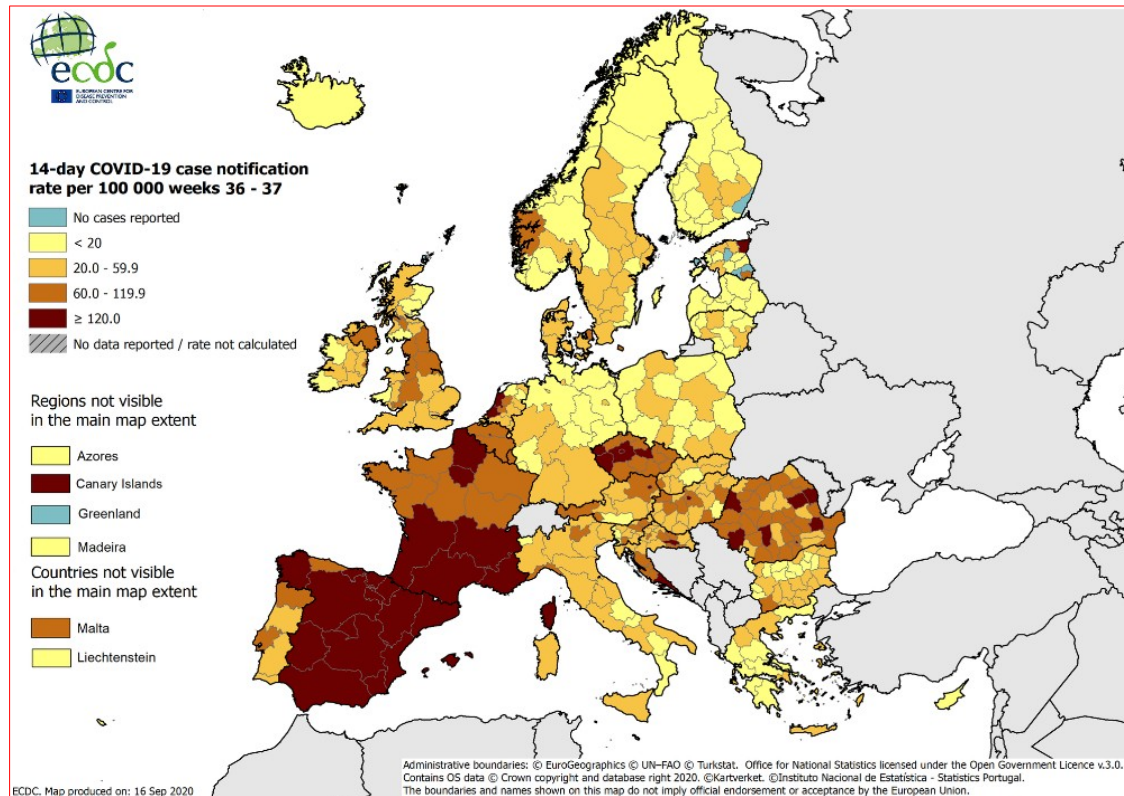 ecdc
EUROPEAN CENTRE FOR
DISEASE PREVENTION
AND CONTROL
14-day COVID-19 case notification
rate per 100 000 weeks 36 - 37
No cases reported
< 20
20.0 - 59.9
60.0 - 119.9
≥ 120.0
No data reported / rate not calculated
Regions not visible
in the main map extent
Azores
Canary Islands
Greenland
Madeira
Countries not visible
in the main map extent
Malta
Liechtenstein
Administrative boundaries: © EuroGeographics © UN–FAO © Turkstat. Office for National Statistics licensed under the Open Government Licence v.3.0.
Contains OS data © Crown copyright and database right 2020. ©Kartverket. ©Instituto Nacional de Estatística - Statistics Portugal.
The boundaries and names shown on this map do not imply official endorsement or acceptance by the European Union.
ECDC. Map produced on: 16 Sep 2020